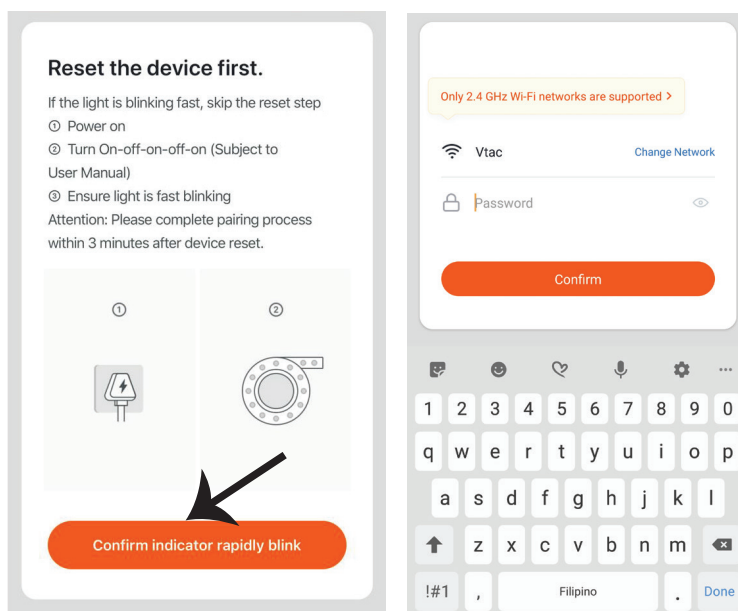 Reset the device first.
If the light is blinking fast, skip the reset step
① Power on
② Turn On-off-on-off-on (Subject to
User Manual)
③ Ensure light is fast blinking
Attention: Please complete pairing process
within 3 minutes after device reset.
①
②
Confirm indicator rapidly blink
Only 2.4 GHz Wi-Fi networks are supported >
Vtac Change Network
Password
Confirm
1 2 3 4 5 6 7 8 9 0
q w e r t y u i o p
a s d f g h j k l
z x c v b n m
!#1 , Filipino . Done